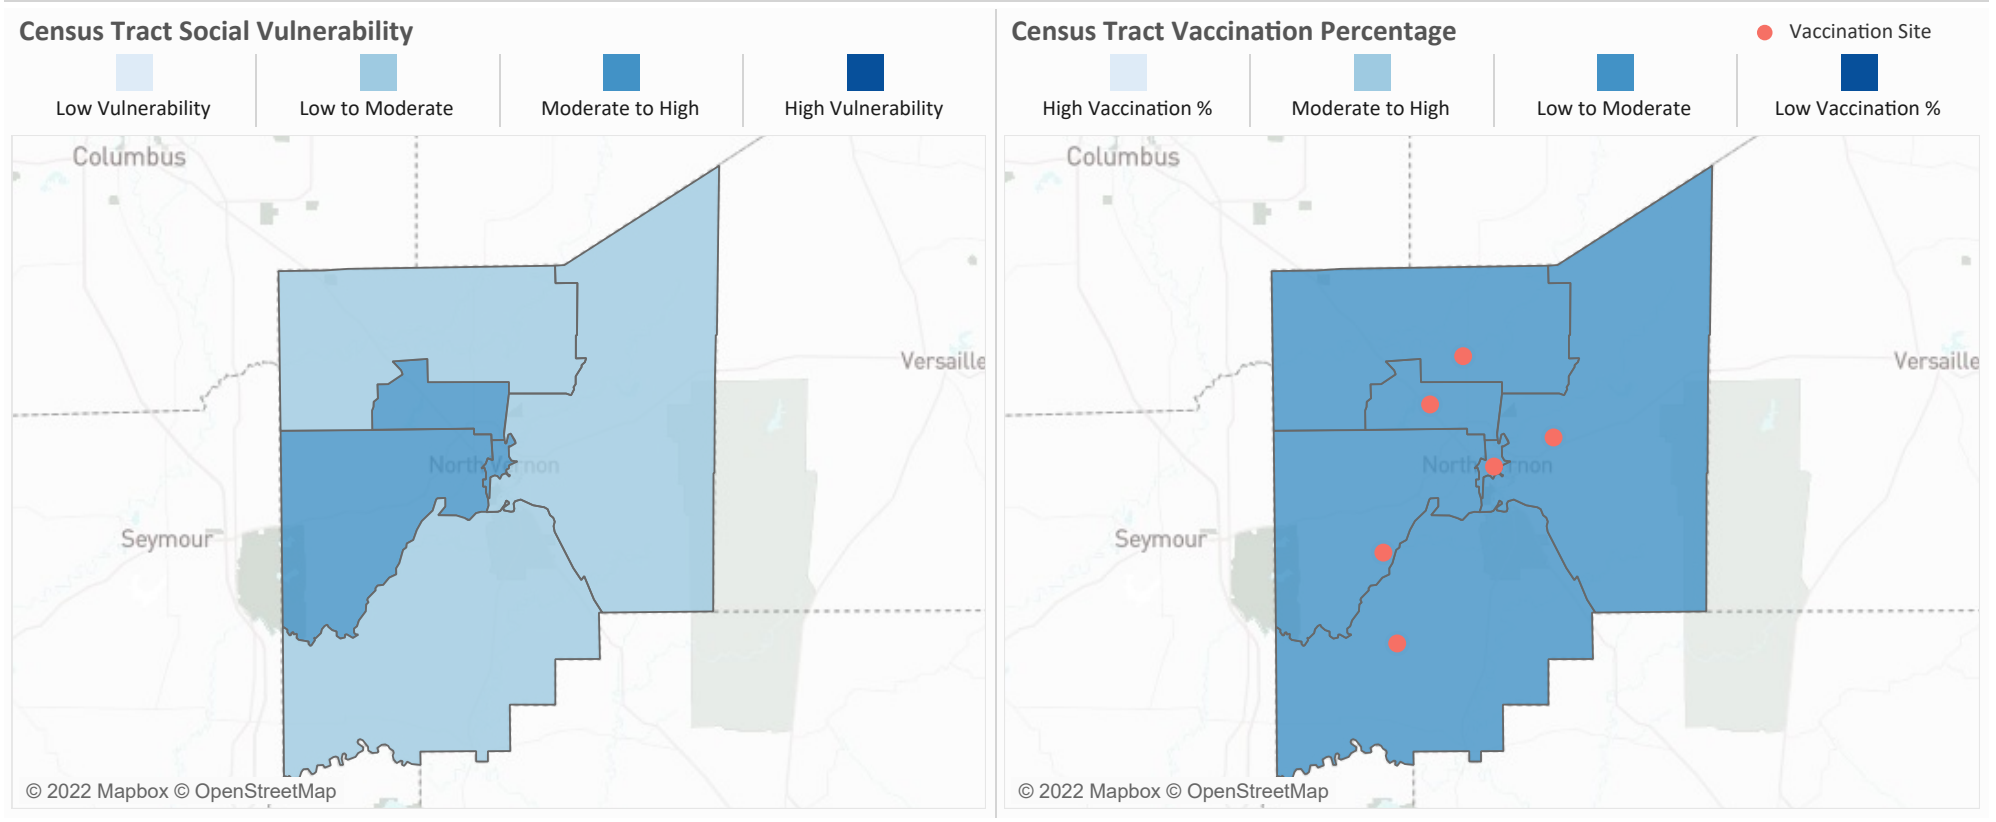 Census Tract Social Vulnerability
Low Vulnerability
Low to Moderate
Moderate to High
High Vulnerability
Columbus
Versaille
North Vernon
Seymour
© 2022 Mapbox © OpenStreetMap
Census Tract Vaccination Percentage
Vaccination Site
High Vaccination %
Moderate to High
Low to Moderate
Low Vaccination %
Columbus
Versaille
Seymour
© 2022 Mapbox © OpenStreetMap